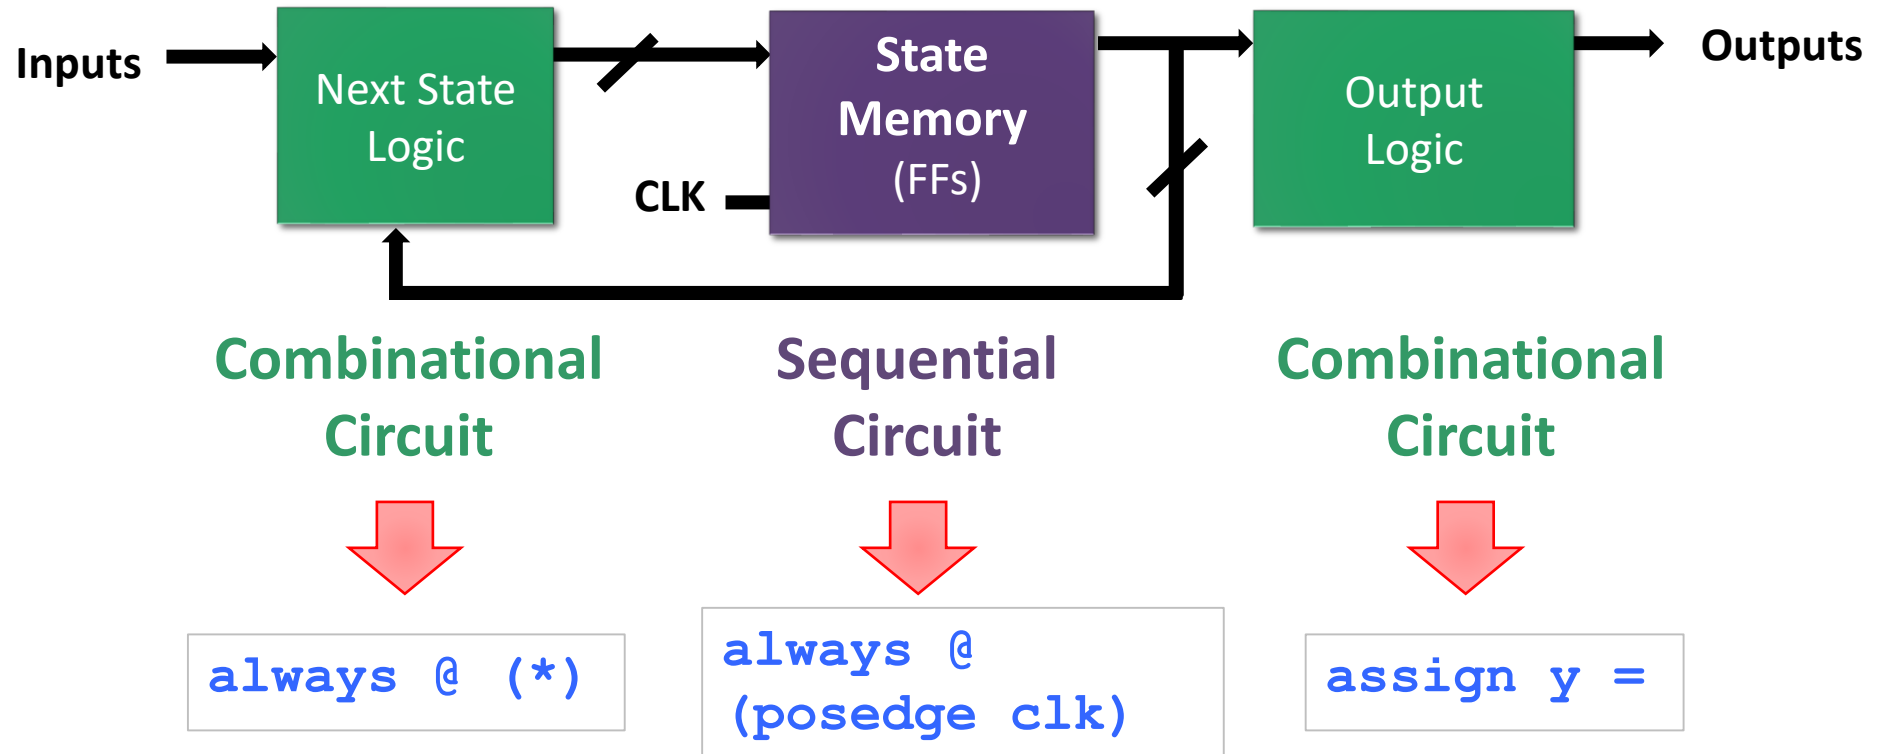 Inputs
Next State
Logic
CLK
State
Memory
(FFs)
Output
Logic
Outputs
Combinational
Circuit
Sequential
Circuit
Combinational
Circuit
always @ (*)
always @
(posedge clk)
assign y =